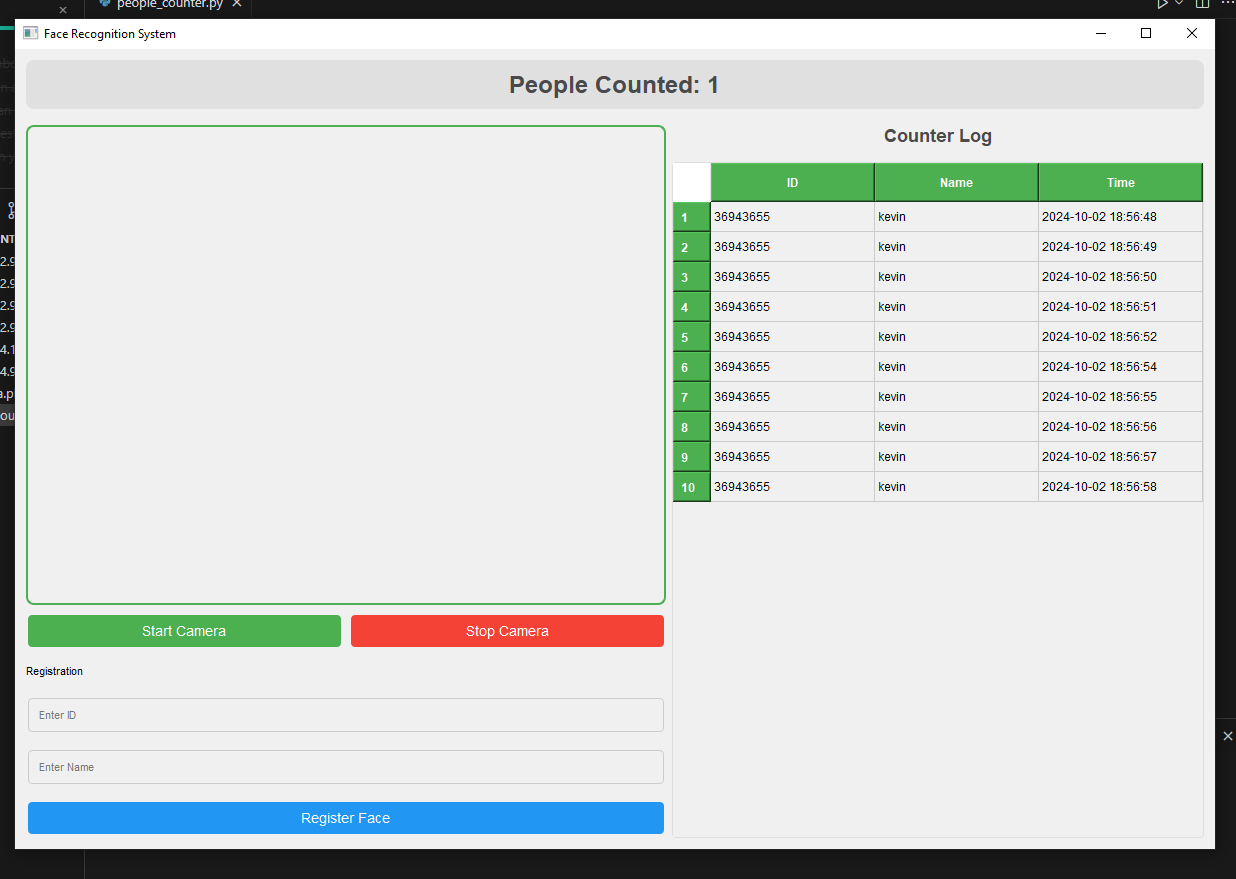 people_counter.py
Face Recognition System
People Counted: 1
Counter Log
ID Name Time
1 36943655 kevin 2024-10-02 18:56:48
2 36943655 kevin 2024-10-02 18:56:49
3 36943655 kevin 2024-10-02 18:56:50
4 36943655 kevin 2024-10-02 18:56:51
5 36943655 kevin 2024-10-02 18:56:52
6 36943655 kevin 2024-10-02 18:56:54
7 36943655 kevin 2024-10-02 18:56:55
8 36943655 kevin 2024-10-02 18:56:56
9 36943655 kevin 2024-10-02 18:56:57
10 36943655 kevin 2024-10-02 18:56:58
Start Camera Stop Camera
Registration
Enter ID
Enter Name
Register Face